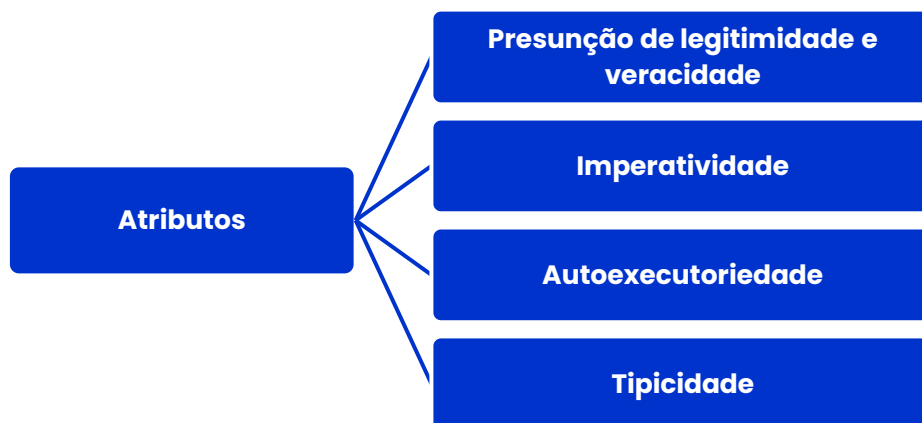 Atributos
Presunção de legitimidade e
veracidade
Imperatividade
Autoexecutoriedade
Tipicidade